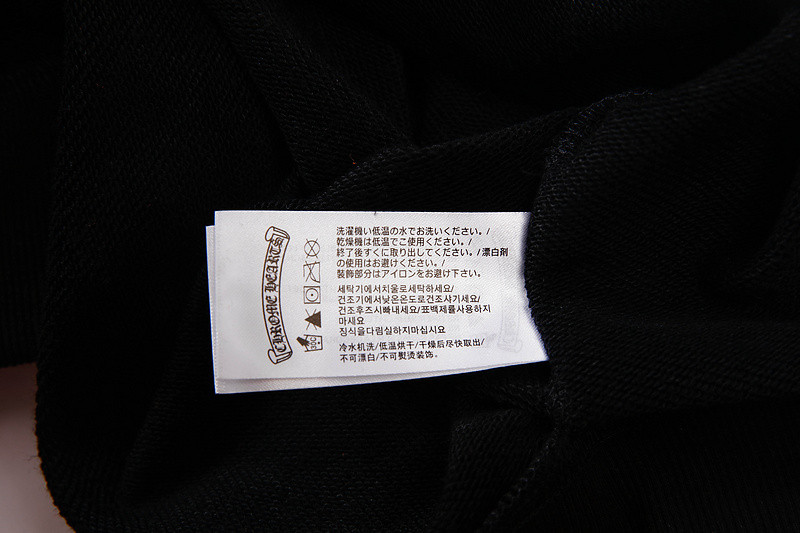 CHROME HEARTS
30C
洗濯機い低温の水でお洗いください。/
乾燥機は低温でご使用ください。/
終了後すぐに取り出してください。/漂白剤
の使用はお避けください。/
装飾部分はアイロンをお避け下さい。
세탁기에서치울로세탁하세요/
건조기에서낮온온도로건조샤기세요/
건조후즈시빠내세요/표백제를사용하지
마세요
징식을다림실하지마십시요
冷水机洗/低温烘干/干燥后尽快取出/
不可漂白/不可熨烫装饰。